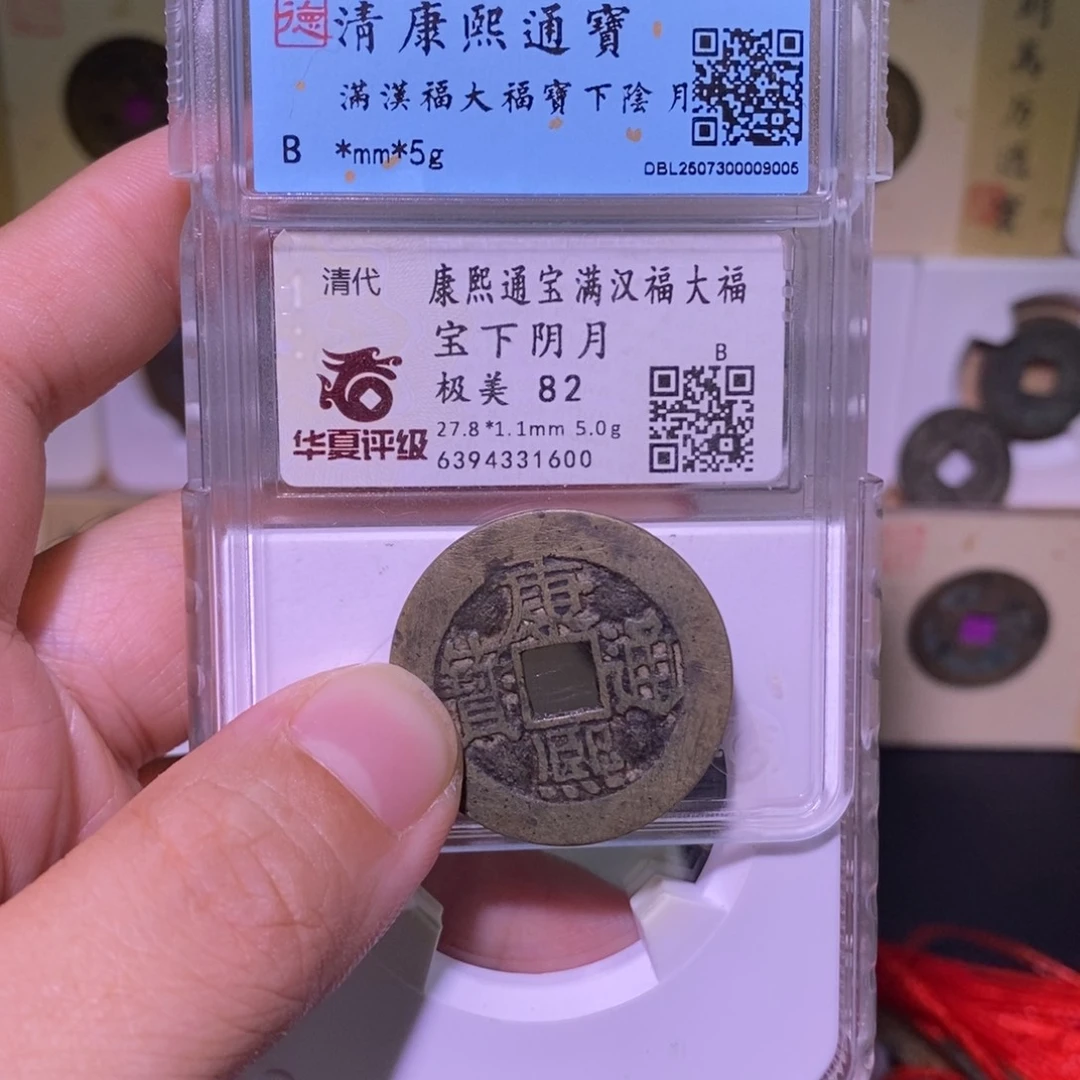 德
清康熙通寶
滿漢福大福寶下陰 月
B *mm*5g
DBL2507300009005
清代
康熙通宝满汉福大福
宝下阴月
极美 82
B
27.8*1.1mm 5.0g
华夏评级
6394331600
康
通
寶
熙